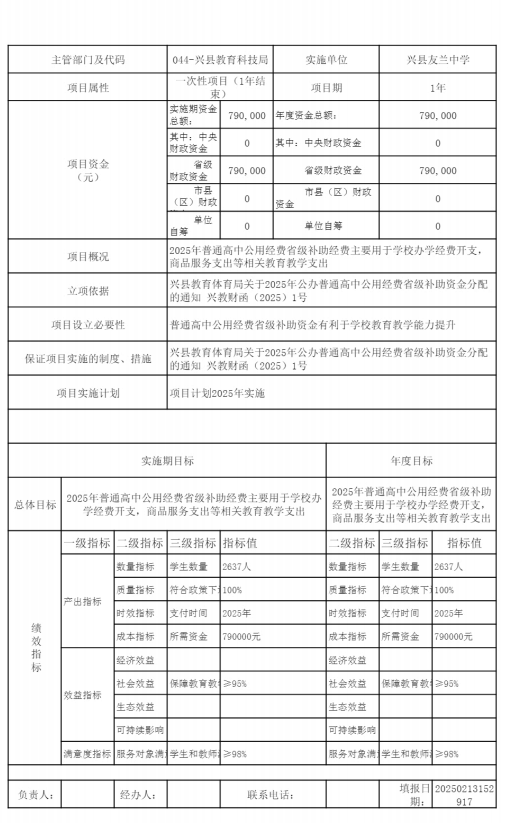 主管部门及代码 044-兴县教育科技局 实施单位 兴县友兰中学
项目属性 一次性项目（1年结束） 项目期 1年
项目资金（元） 实施期资金总额： 790,000 年度资金总额： 790,000
其中：中央财政资金 0 其中：中央财政资金 0
省级财政资金 790,000 省级财政资金 790,000
市县（区）财政 0 市县（区）财政资金 0
单位自筹 0 单位自筹 0
项目概况 2025年普通高中公用经费省级补助经费主要用于学校办学经费开支，商品服务支出等相关教育教学支出
立项依据 兴县教育体育局关于2025年公办普通高中公用经费省级补助资金分配的通知 兴教财函（2025）1号
项目设立必要性 普通高中公用经费省级补助资金有利于学校教育教学能力提升
保证项目实施的制度、措施 兴县教育体育局关于2025年公办普通高中公用经费省级补助资金分配的通知 兴教财函（2025）1号
项目实施计划 项目计划2025年实施
实施期目标 年度目标
总体目标 2025年普通高中公用经费省级补助经费主要用于学校办学经费开支，商品服务支出等相关教育教学支出 2025年普通高中公用经费省级补助经费主要用于学校办学经费开支，商品服务支出等相关教育教学支出
绩效指标 一级指标 二级指标 三级指标 指标值 二级指标 三级指标 指标值
产出指标 数量指标 学生数量 2637人 数量指标 学生数量 2637人
质量指标 符合政策下 100% 质量指标 符合政策下 100%
时效指标 支付时间 2025年 时效指标 支付时间 2025年
成本指标 所需资金 790000元 成本指标 所需资金 790000元
效益指标 经济效益 经济效益
社会效益 保障教育教 ≥95% 社会效益 保障教育教 ≥95%
生态效益 生态效益
可持续影响 可持续影响
满意度指标 服务对象满 学生和教师 ≥98% 服务对象满 学生和教师 ≥98%
负责人： 经办人： 联系电话： 填报日期： 20250213152917